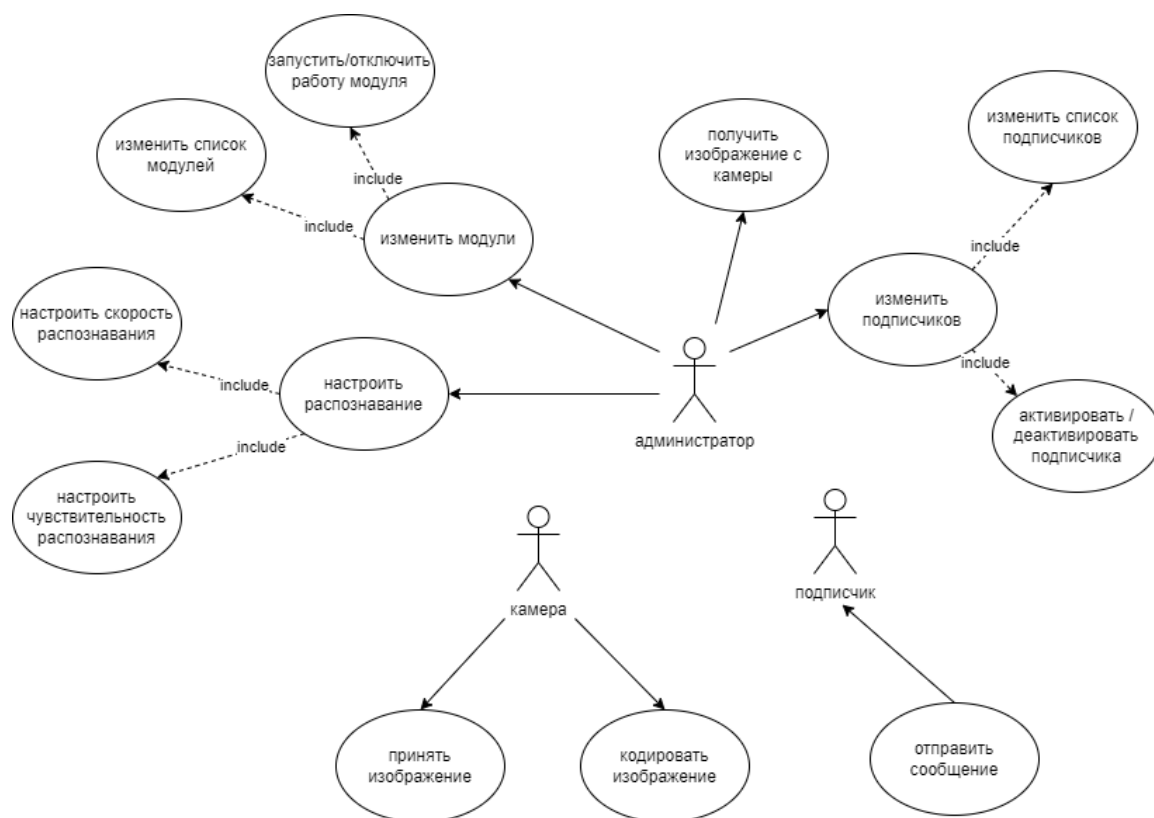 запустить/отключить
работу модуля
изменить список
модулей
получить
изображение с
камеры
изменить список
подписчиков
include
include
изменить модули
include
настроить скорость
распознавания
изменить
подписчиков
include
include
настроить
распознавание
include
администратор
активировать /
деактивировать
подписчика
настроить
чувствительность
распознавания
камера
подписчик
принять
изображение
кодировать
изображение
отправить
сообщение